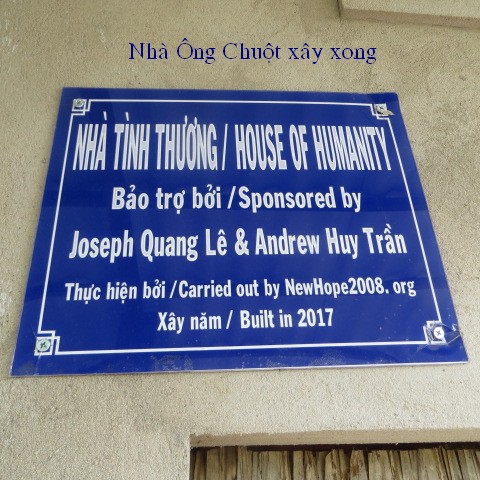 Nhà Ông Chuột xây xong
NHÀ TÌNH THƯƠNG / HOUSE OF HUMANITY
Bảo trợ bởi / Sponsored by
Joseph Quang Lê & Andrew Huy Trần
Thực hiện bởi / Carried out by NewHope2008. org
Xây năm / Built in 2017